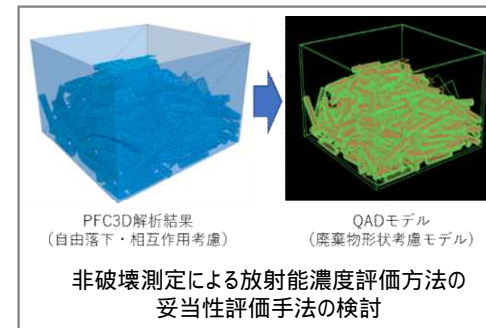 PFC3D解析結果
(自由落下・相互作用考慮)
QADモデル
(廃棄物形状考慮モデル)
非破壊測定による放射能濃度評価方法の
妥当性評価手法の検討